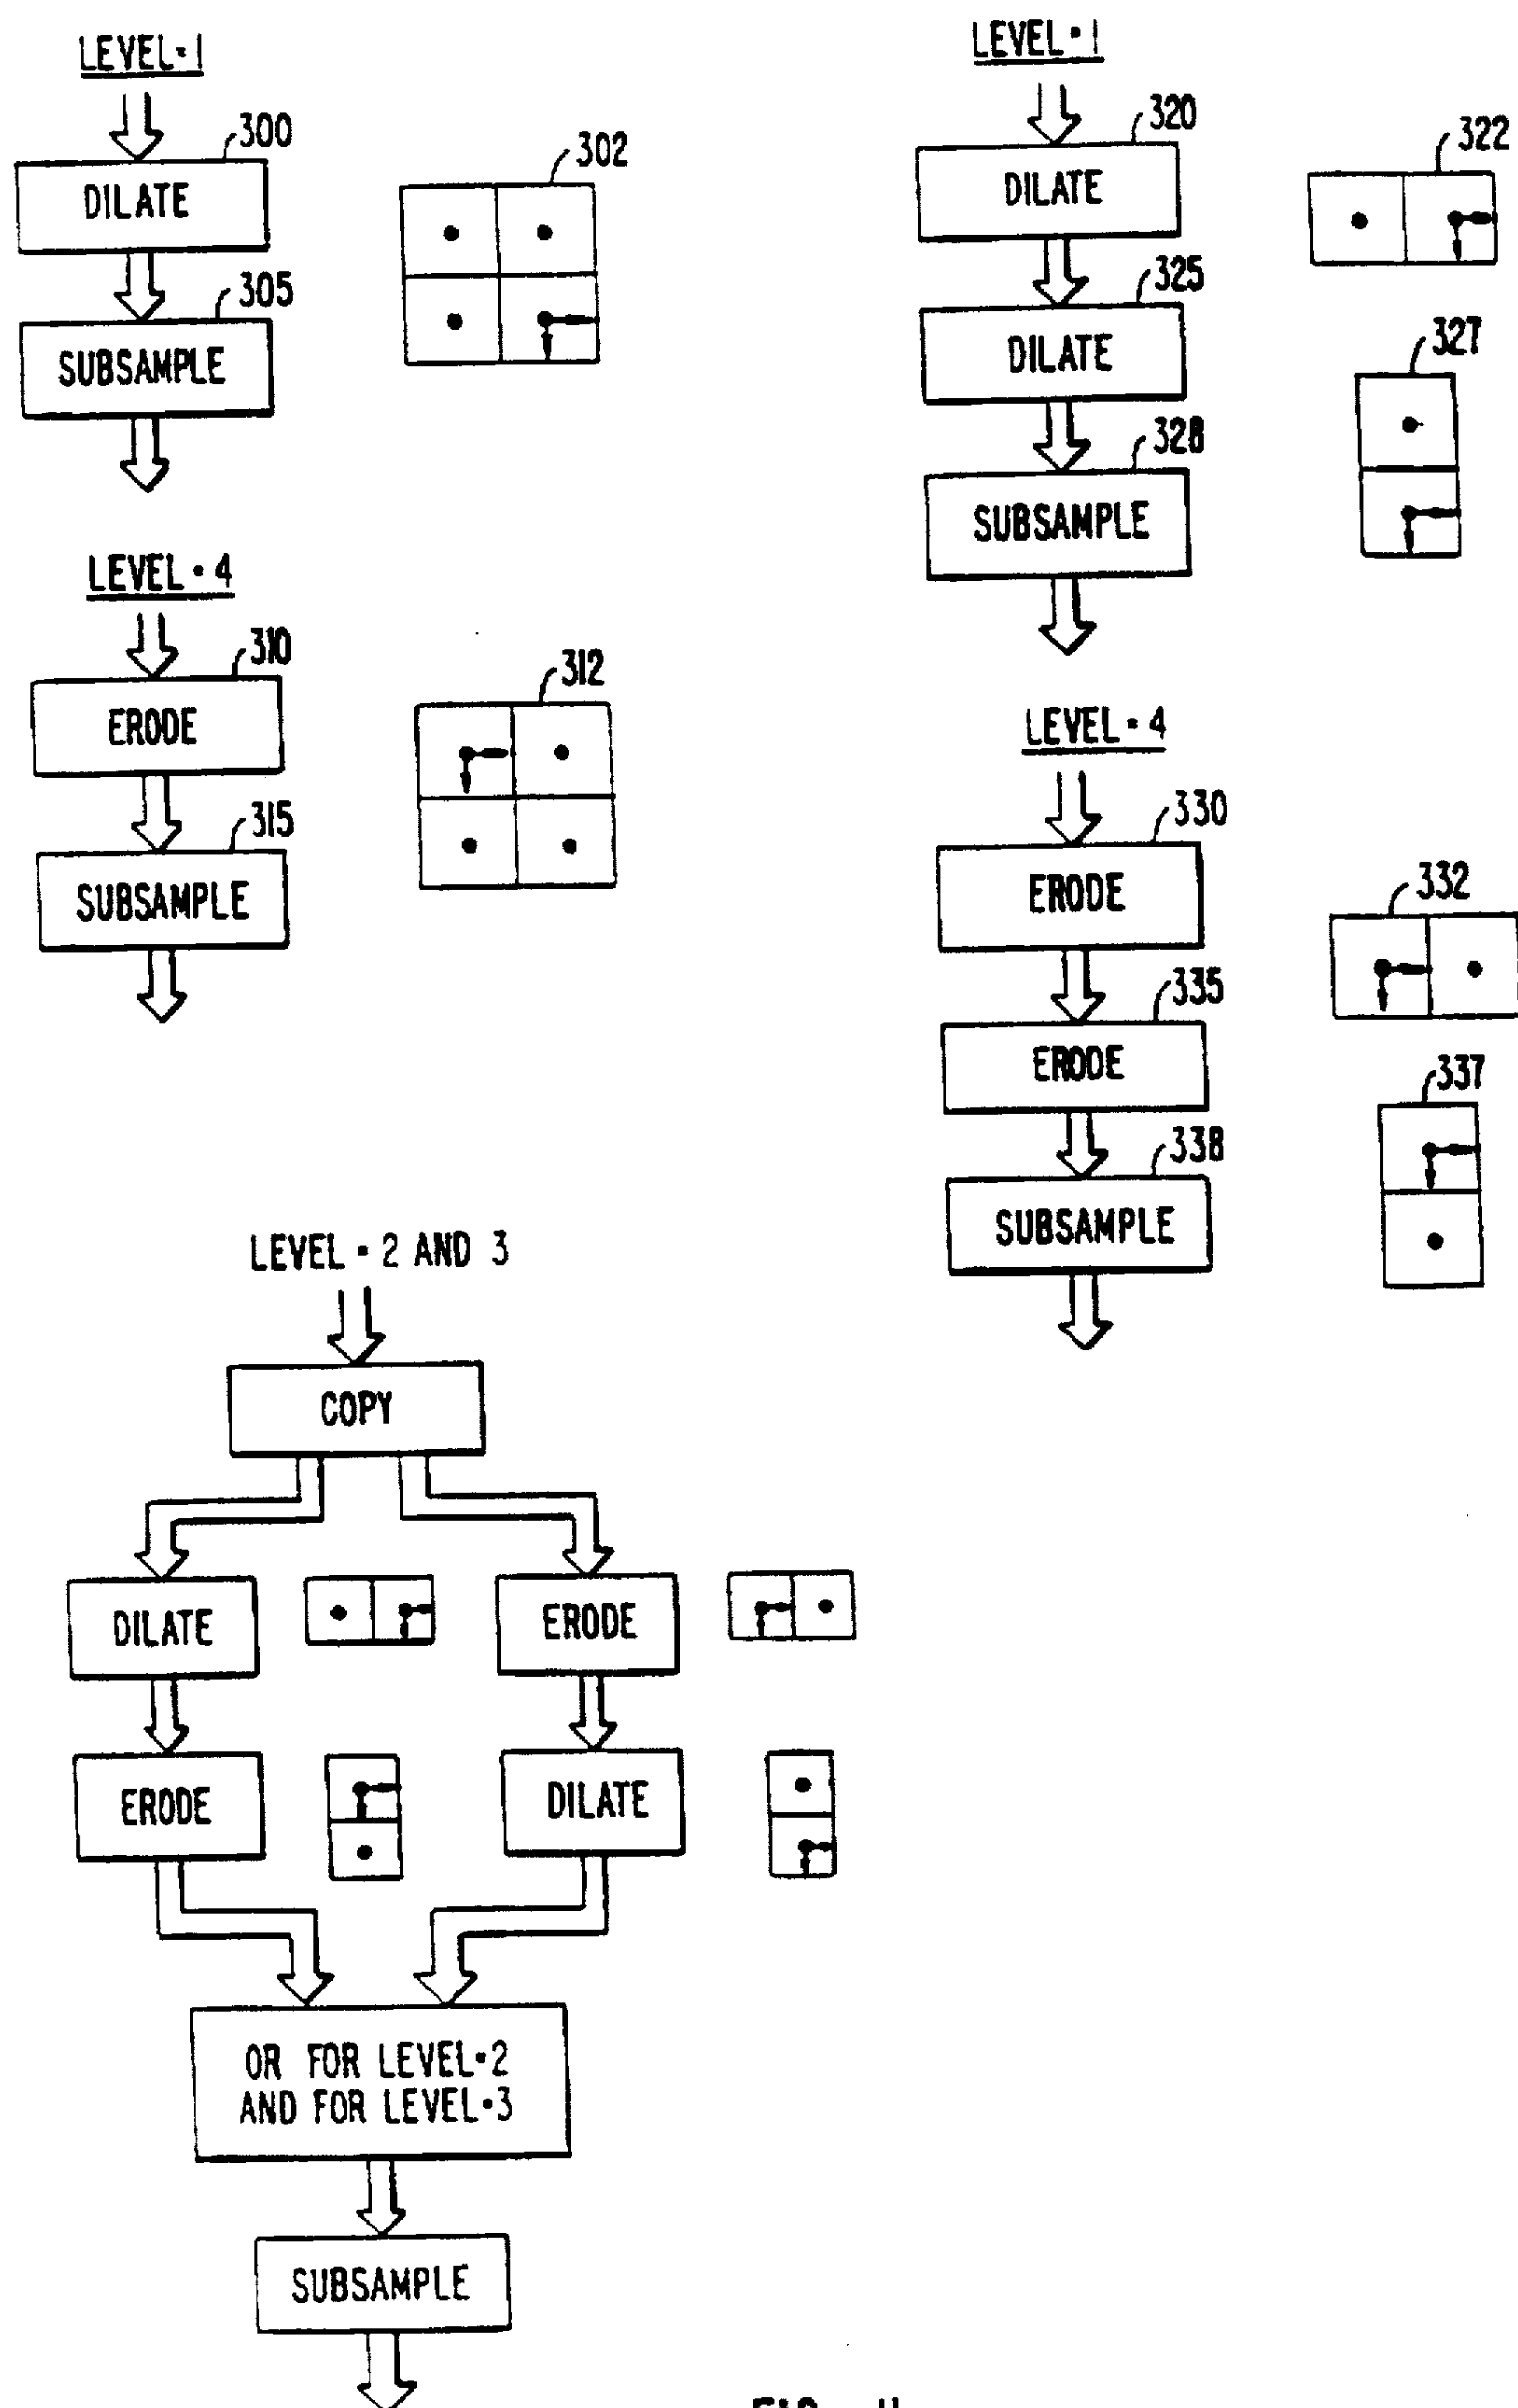 LEVEL=1
300
DILATE
302
305
SUBSAMPLE
LEVEL=4
310
ERODE
312
315
SUBSAMPLE
LEVEL=1
320
DILATE
322
325
DILATE
327
328
SUBSAMPLE
LEVEL=4
330
ERODE
332
335
ERODE
337
338
SUBSAMPLE
LEVEL=2 AND 3
COPY
DILATE
ERODE
ERODE
DILATE
OR FOR LEVEL=2
AND FOR LEVEL=3
SUBSAMPLE